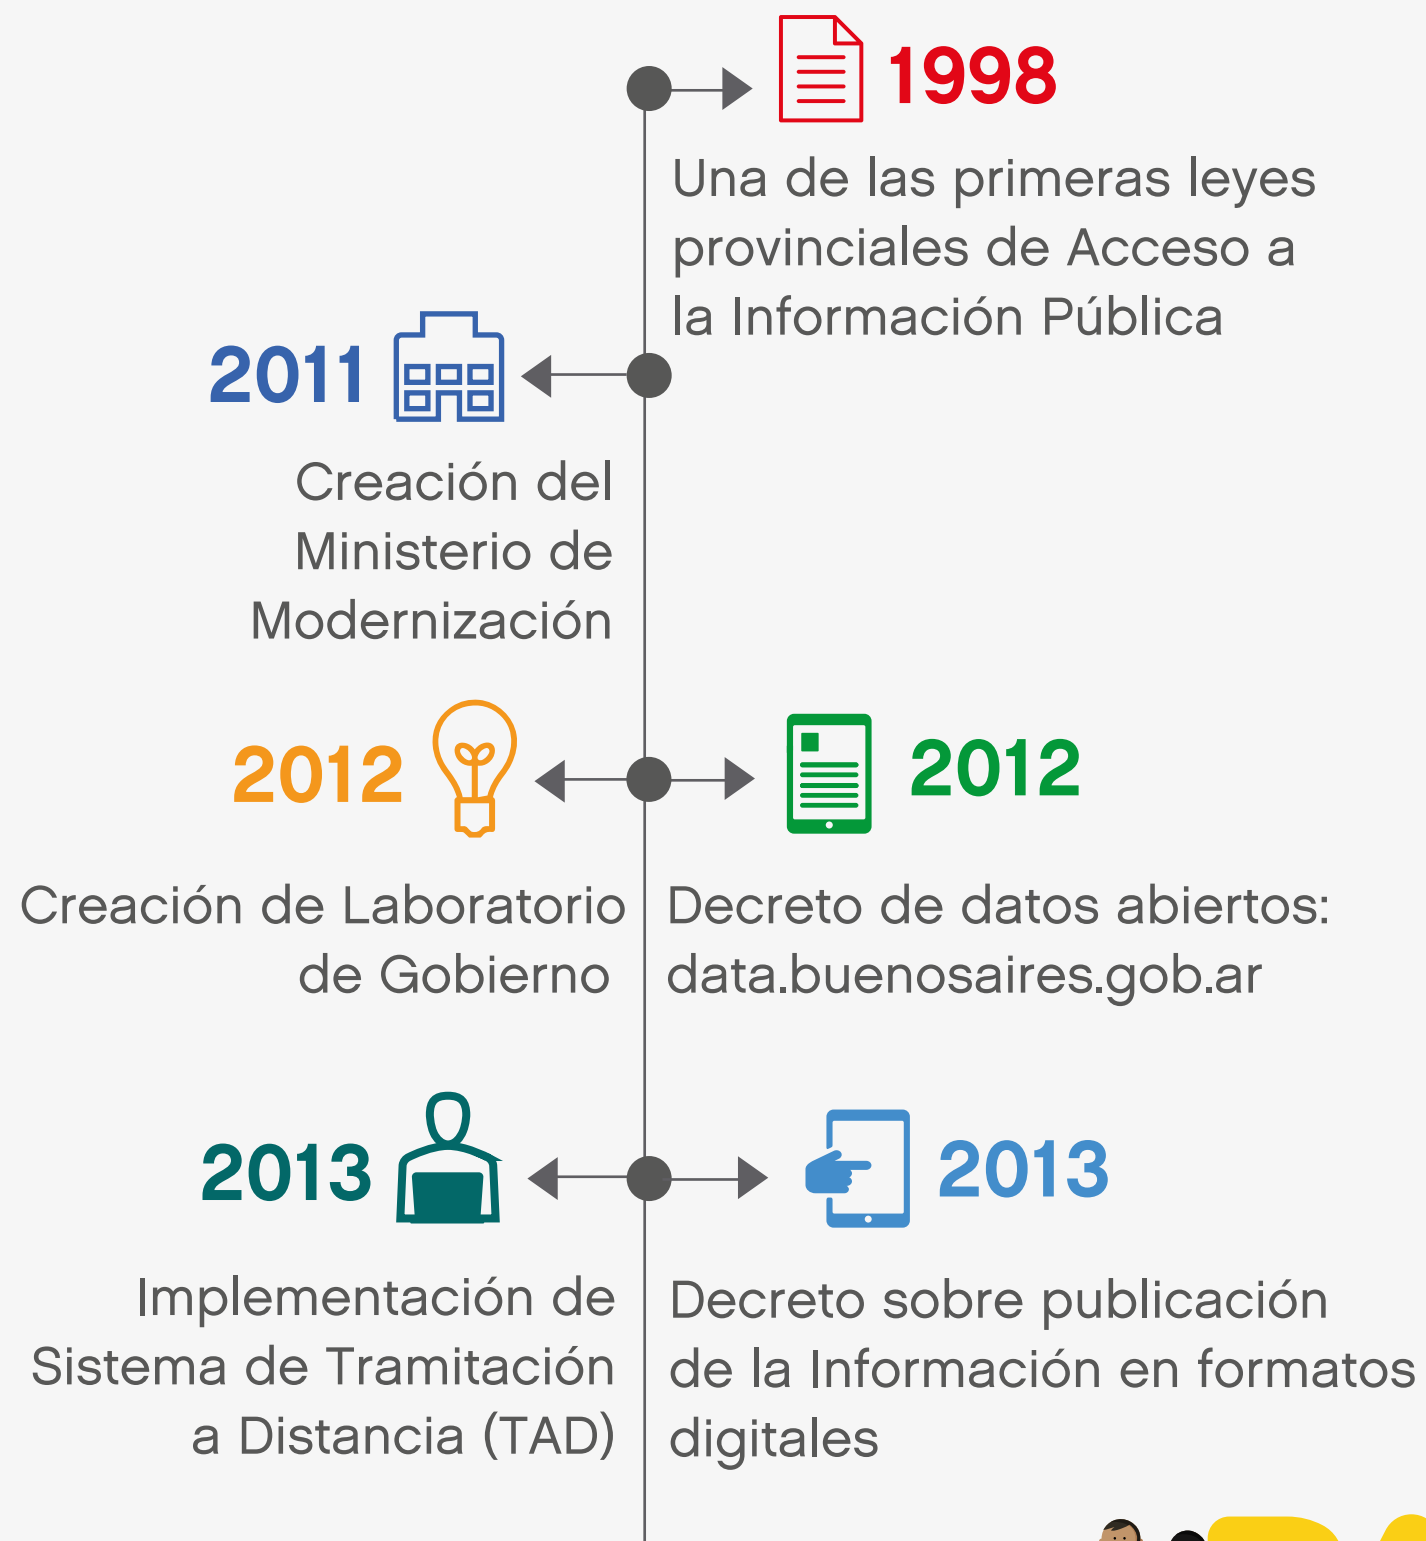 1998
Una de las primeras leyes
provinciales de Acceso a
la Información Pública
2011
Creación del
Ministerio de
Modernización
2012
Creación de Laboratorio
de Gobierno
2012
Decreto de datos abiertos:
data.buenosaires.gob.ar
2013
Implementación de
Sistema de Tramitación
a Distancia (TAD)
2013
Decreto sobre publicación
de la Información en formatos
digitales